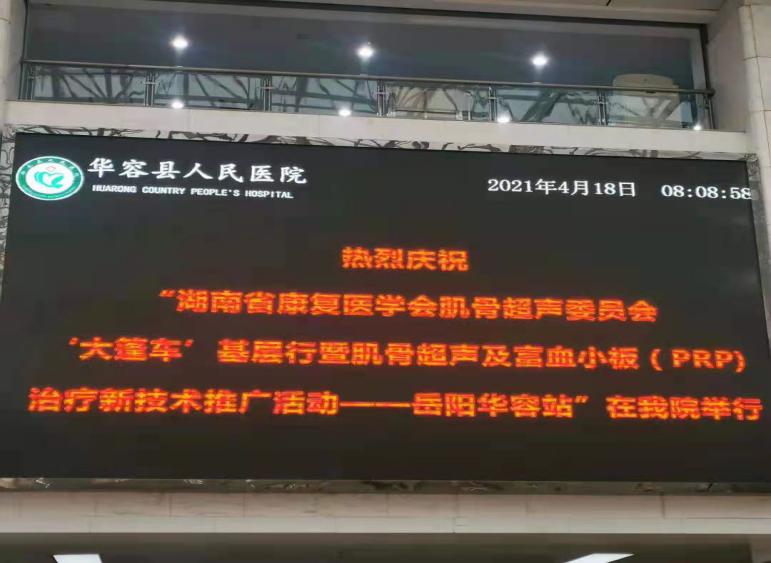 华容县人民医院
HUARONG COUNTRY PEOPLE'S HOSPITAL
2021年4月18日 08:08:58
热烈庆祝
“湖南省康复医学会肌骨超声委员会
‘大篷车’基层行暨肌骨超声及富血小板(PRP)
治疗新技术推广活动——岳阳华容站”在我院举行